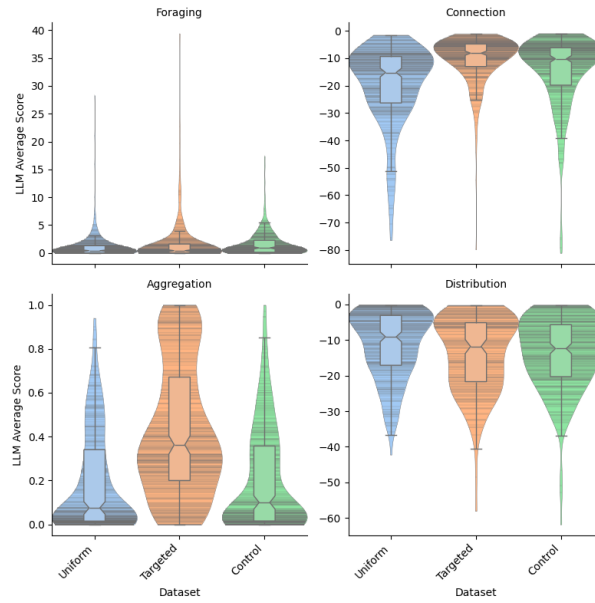 Foraging
LLM Average Score
40
35
30
25
20
15
10
5
0
Connection
0
−10
−20
−30
−40
−50
−60
−70
−80
Aggregation
LLM Average Score
1.0
0.8
0.6
0.4
0.2
0.0
Uniform
Targeted
Control
Dataset
Distribution
0
−10
−20
−30
−40
−50
−60
Uniform
Targeted
Control
Dataset